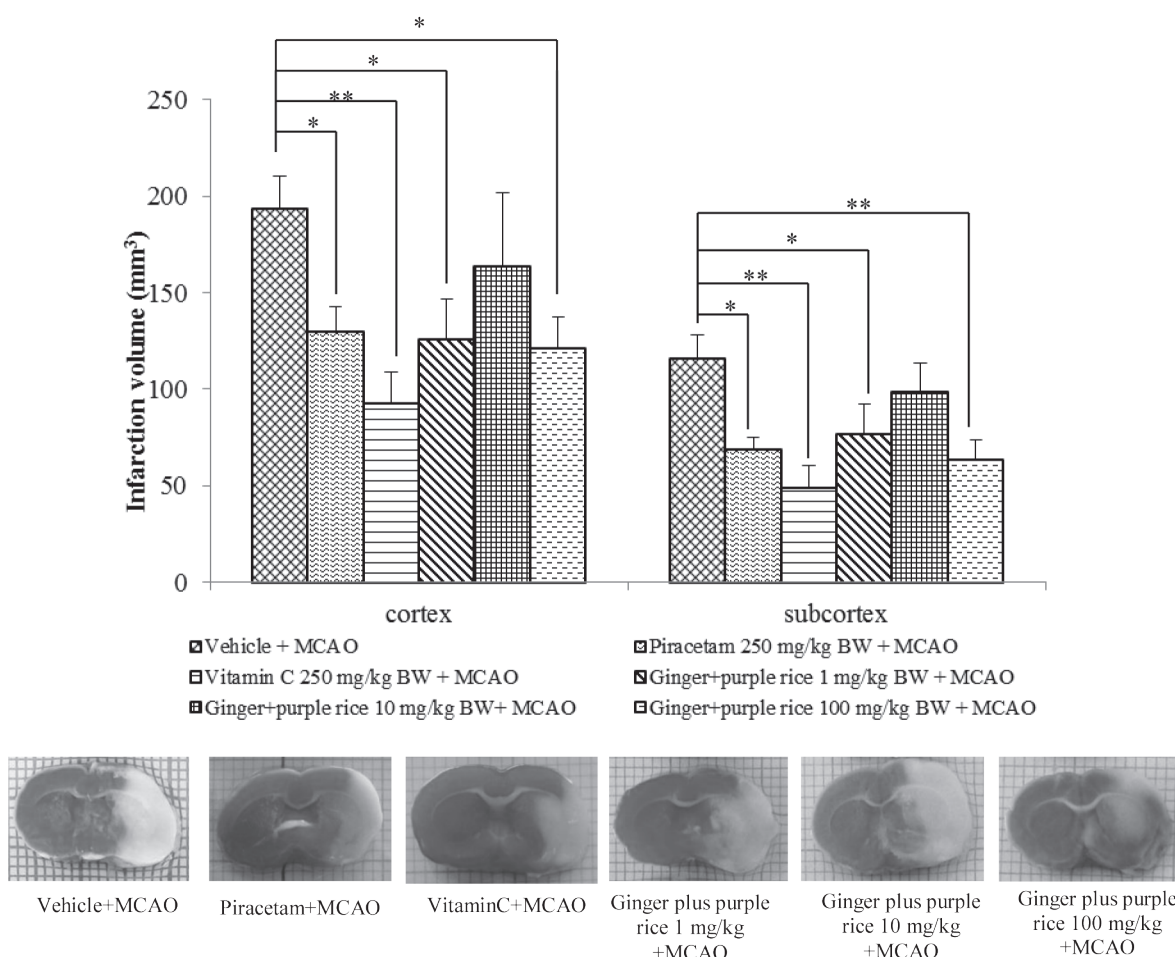 *
*
**
*
250
200
150
100
50
0
Infarction volume (mm³)
**
*
**
*
cortex
subcortex
Vehicle + MCAO
Piracetam 250 mg/kg BW + MCAO
Vitamin C 250 mg/kg BW + MCAO
Ginger+purple rice 1 mg/kg BW + MCAO
Ginger+purple rice 10 mg/kg BW+ MCAO
Ginger+purple rice 100 mg/kg BW + MCAO
Vehicle+MCAO
Piracetam+MCAO
VitaminC+MCAO
Ginger plus purple
rice 1 mg/kg
+MCAO
Ginger plus purple
rice 10 mg/kg
+MCAO
Ginger plus purple
rice 100 mg/kg
+MCAO